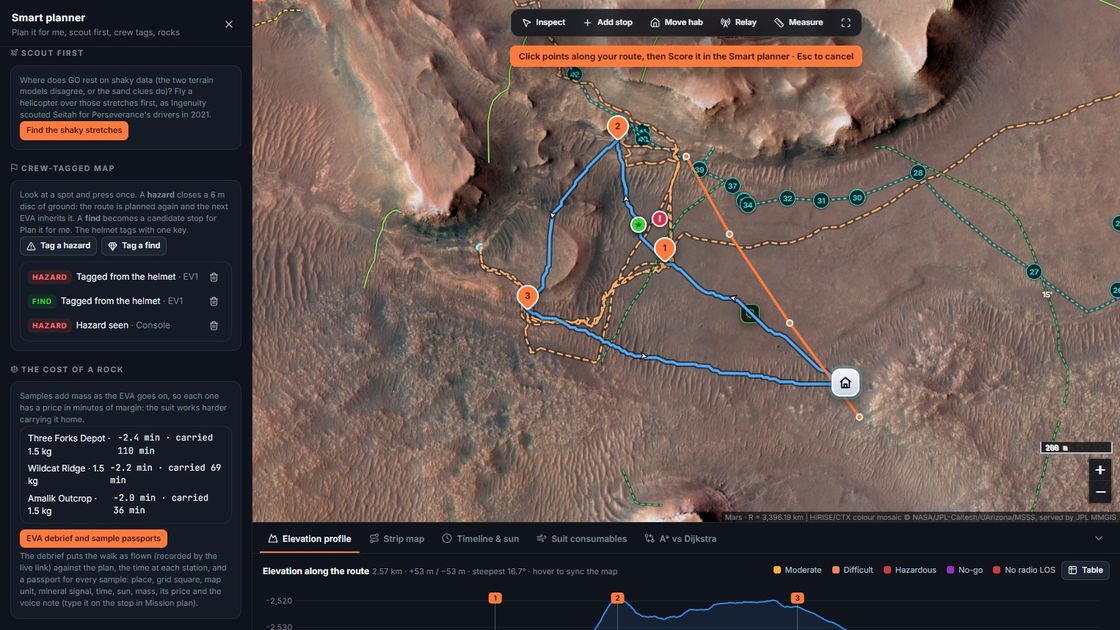 Smart planner
Plan it for me, scout first, crew tags, rocks
SCOUT FIRST
Where does GO rest on shaky data (the two terrain
models disagree, or the sand clues do)? Fly a
helicopter over those stretches first, as Ingenuity
scouted Seitah for Perseverance's drivers in 2021.
Find the shaky stretches
CREW-TAGGED MAP
Look at a spot and press once. A hazard closes a 6 m
disc of ground: the route is planned again and the next
EVA inherits it. A find becomes a candidate stop for
Plan it for me. The helmet tags with one key.
Tag a hazard
Tag a find
HAZARD Tagged from the helmet · EV1
FIND Tagged from the helmet · EV1
HAZARD Hazard seen · Console
THE COST OF A ROCK
Samples add mass as the EVA goes on, so each one
has a price in minutes of margin: the suit works harder
carrying it home.
Three Forks Depot · 1.5 kg -2.4 min · carried 110 min
Wildcat Ridge · 1.5 kg -2.2 min · carried 69 min
Amalik Outcrop · 1.5 kg -2.0 min · carried 36 min
EVA debrief and sample passports
The debrief puts the walk as flown (recorded by the
live link) against the plan, the time at each station, and
a passport for every sample: place, grid square, map
unit, mineral signal, time, sun, mass, its price and the
voice note (type it on the stop in Mission plan).
Inspect
Add stop
Move hab
Relay
Measure
Click points along your route, then Score it in the Smart planner · Esc to cancel
42
2
39
37
34
32
31
30
28
27
26
15°
1
3
!
200 m
+
−
Mars · R = 3,396.19 km | HiRISE/CTX colour mosaic © NASA/JPL-Caltech/UArizona/MSSS, served by JPL MMGIS
Elevation profile
Strip map
Timeline & sun
Suit consumables
A* vs Dijkstra
Elevation along the route 2.57 km · +53 m / −53 m · steepest 16.7° · hover to sync the map
Moderate
Difficult
Hazardous
No-go
No radio LOS
Table
1
2
3
-2,520
-2,530